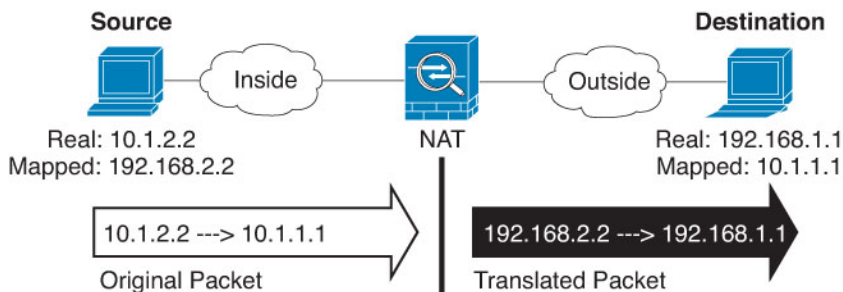 Source
Destination
Inside
Outside
NAT
Real: 10.1.2.2
Mapped: 192.168.2.2
Real: 192.168.1.1
Mapped: 10.1.1.1
10.1.2.2 ---> 10.1.1.1
192.168.2.2 ---> 192.168.1.1
Original Packet
Translated Packet